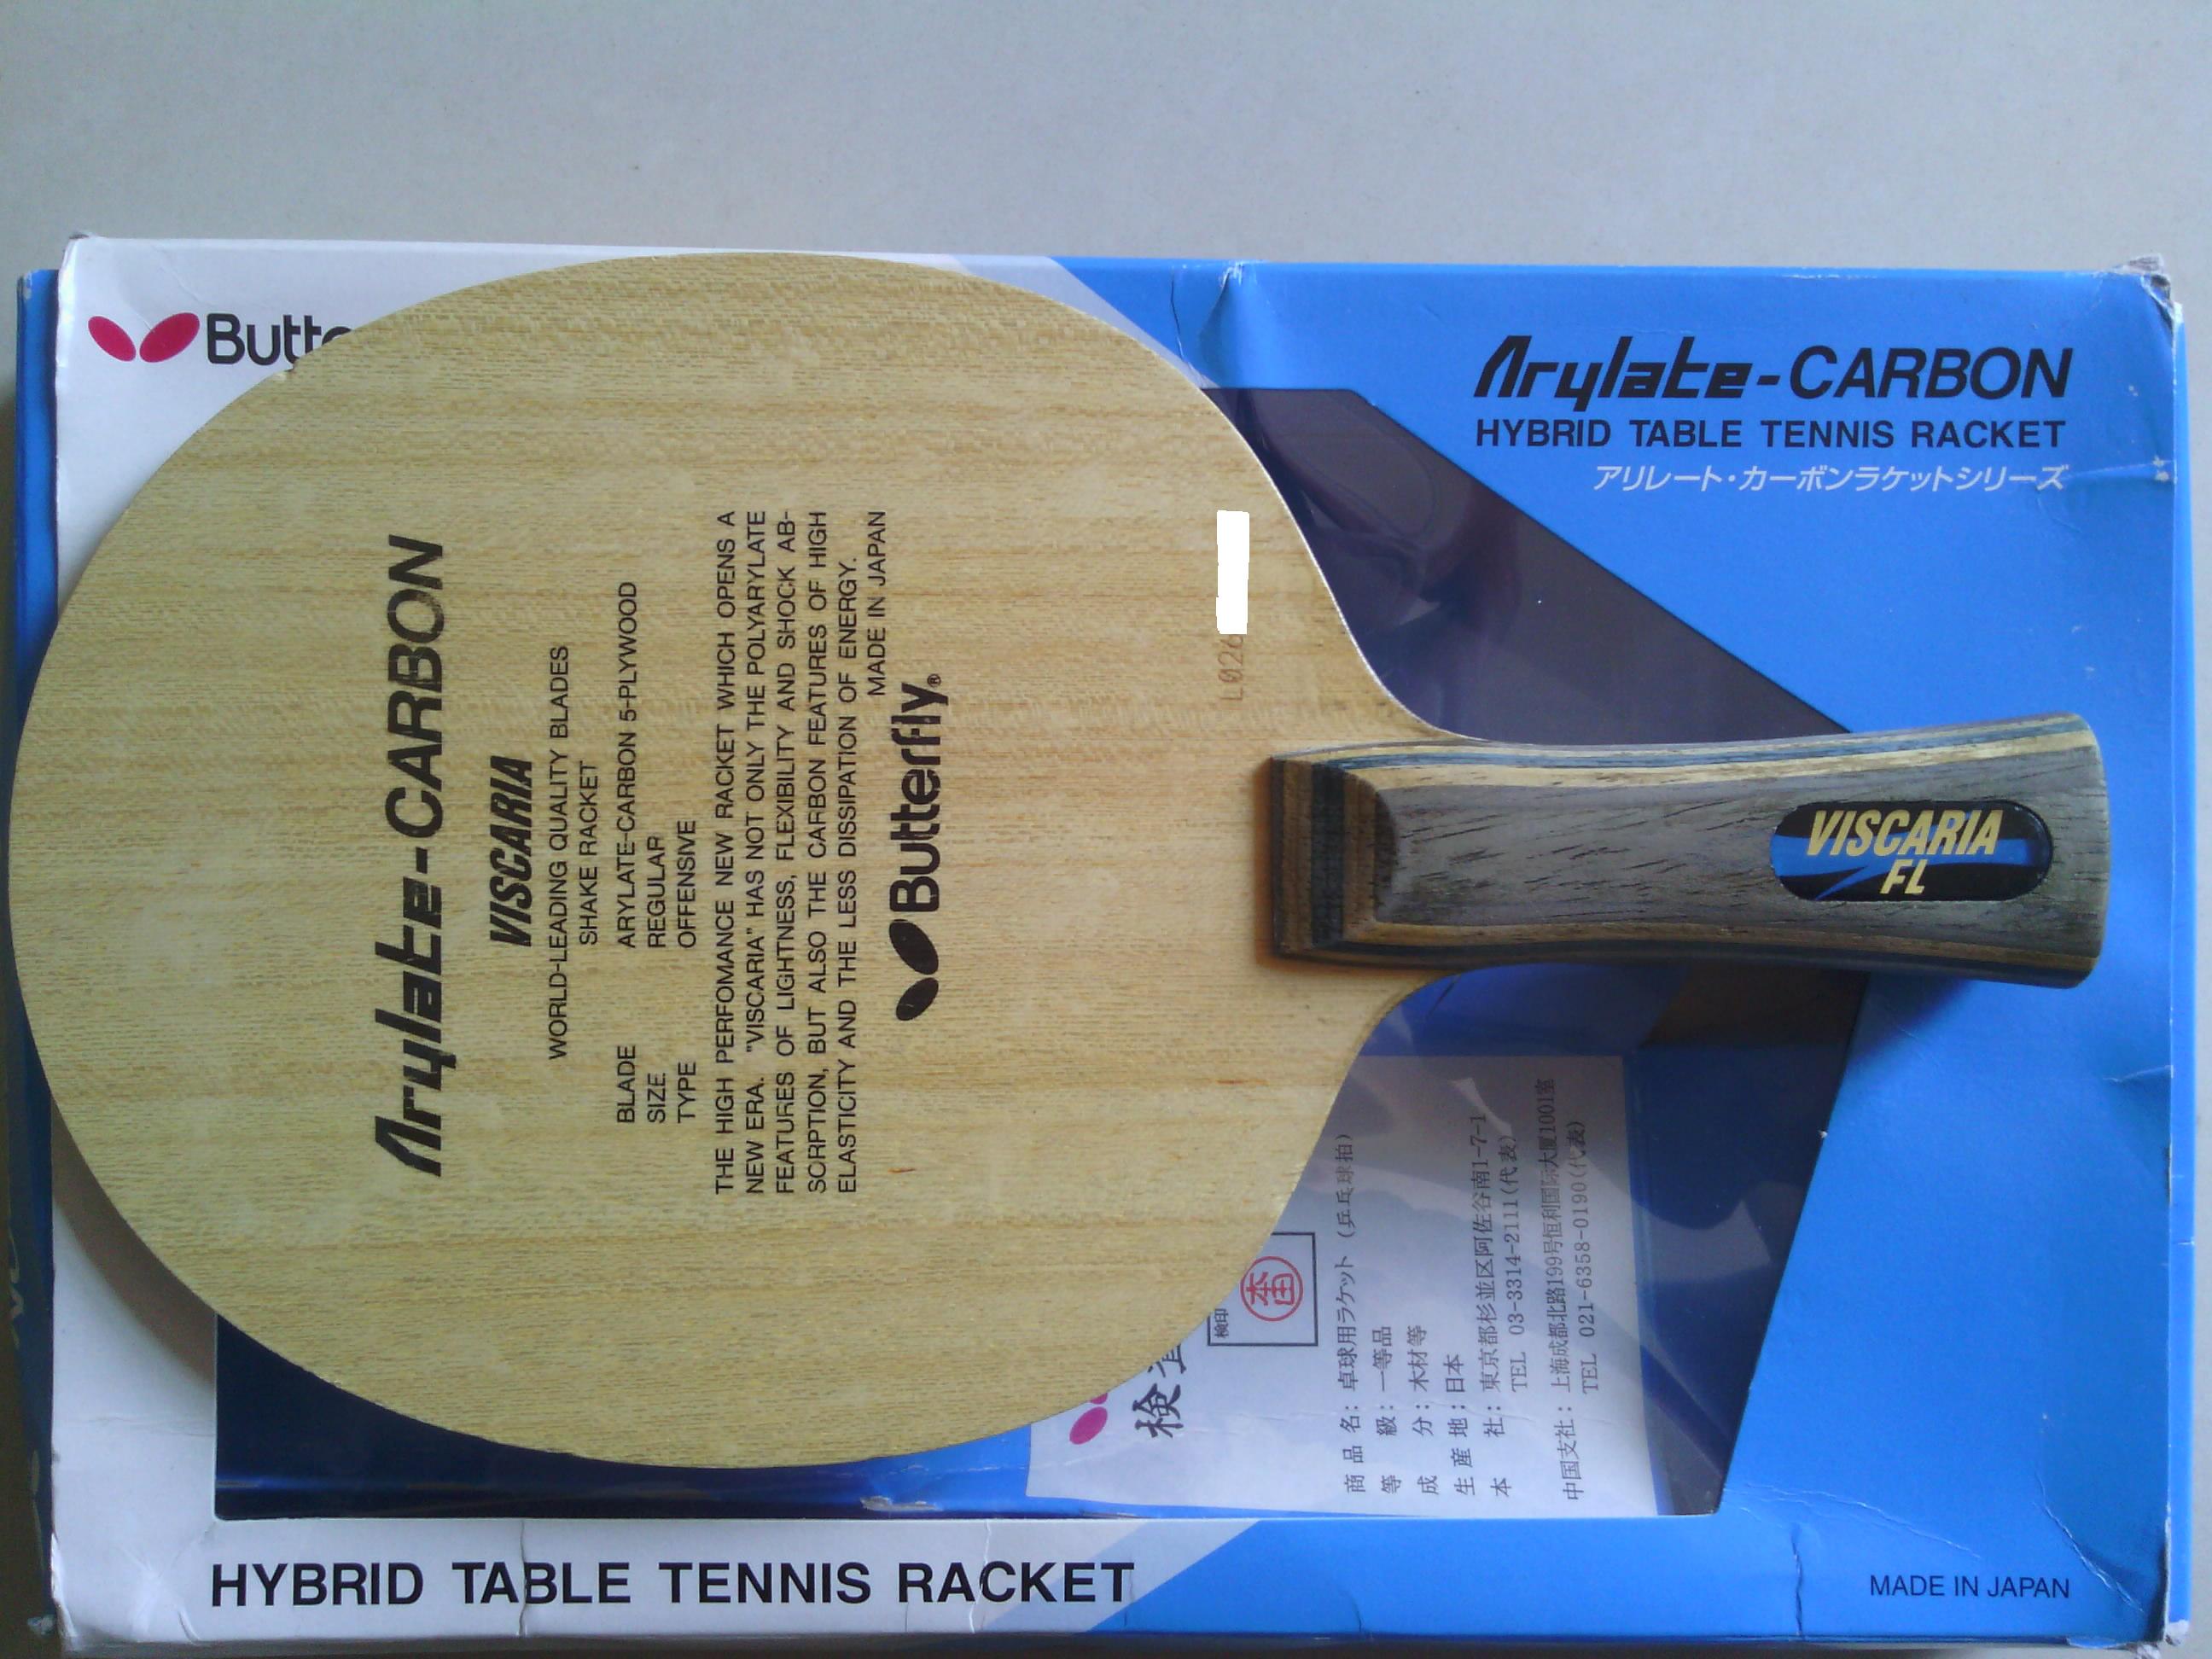 Butte
Arylate-CARBON
HYBRID TABLE TENNIS RACKET
アリレート・カーボンラケットシリーズ
Arylate-CARBON
VISCARIA
WORLD-LEADING QUALITY BLADES
SHAKE RACKET
BLADE ARYLATE-CARBON 5-PLYWOOD
SIZE REGULAR
TYPE OFFENSIVE
THE HIGH PERFOMANCE NEW RACKET WHICH OPENS A
NEW ERA. "VISCARIA" HAS NOT ONLY THE POLYARYLATE
FEATURES OF LIGHTNESS, FLEXIBILITY AND SHOCK AB-
SORPTION, BUT ALSO THE CARBON FEATURES OF HIGH
ELASTICITY AND THE LESS DISSIPATION OF ENERGY.
MADE IN JAPAN
Butterfly®
L026
VISCARIA
FL
検査
検印
本田
商品名：卓球用ラケット（乒乓球拍）
等級：一等品
成分：木材等
生産地：日本
本社：東京都杉並区阿佐谷南1-7-1
TEL 03-3314-2111(代表)
中国支社：上海成都北路199号恒利国际大厦1001室
TEL 021-6358-0190(代表)
HYBRID TABLE TENNIS RACKET
MADE IN JAPAN